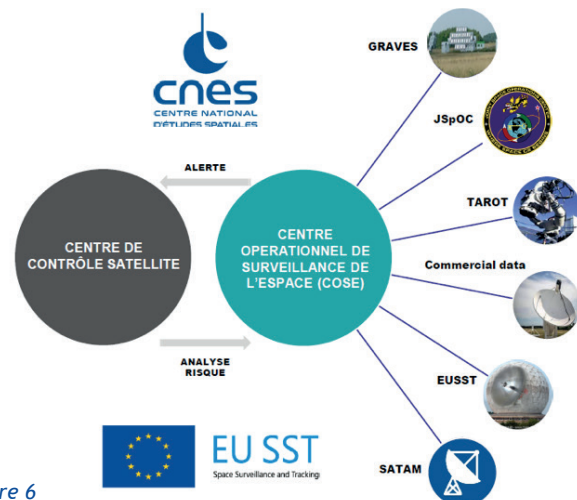 cnes
CENTRE NATIONAL
D'ÉTUDES SPATIALES
GRAVES
JSpOC
TAROT
Commercial data
EUSST
SATAM
ALERTE
CENTRE DE
CONTRÔLE SATELLITE
CENTRE
OPERATIONNEL DE
SURVEILLANCE DE
L'ESPACE (COSE)
ANALYSE
RISQUE
EU SST
Space Surveillance and Tracking
re 6